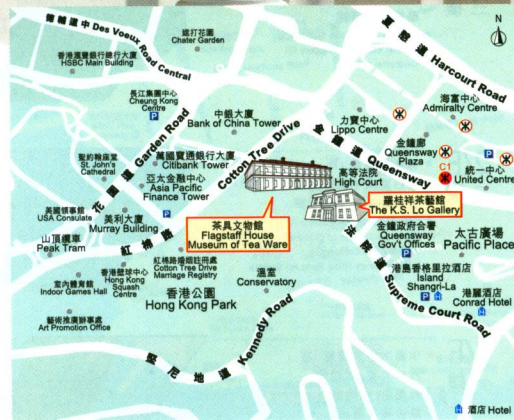 德輔道中 Des Voeux Road Central
遮打花園
Chater Garden
N
夏慤道 Harcourt Road
香港滙豐銀行總行大廈
HSBC Main Building
長江集團中心
Cheung Kong
Centre
P
中銀大廈
Bank of China Tower
力寶中心
Lippo Centre
海富中心
Admiralty Centre
金鐘道 Queensway
金鐘廊
Queensway
Plaza
C1
統一中心
United Centre
花園道 Garden Road
聖約翰座堂
St. John's
Cathedral
萬國寶通銀行大廈
Citibank Tower
亞太金融中心
Asia Pacific
Finance Tower
P
紅棉路 Cotton Tree Drive
高等法院
High Court
羅桂祥茶藝館
The K.S. Lo Gallery
美國領事館
USA Consulate
美利大廈
Murray Building
茶具文物館
Flagstaff House
Museum of Tea Ware
金鐘政府合署
Queensway
Gov't Offices
太古廣場
Pacific Place
山頂纜車
Peak Tram
香港壁球中心
Hong Kong
Squash
Centre
紅棉路婚姻註冊處
Cotton Tree Drive
Marriage Registry
溫室
Conservatory
港島香格里拉酒店
Island
Shangri-La
P
港麗酒店
Conrad Hotel
室內體育館
Indoor Games Hall
香港公園
Hong Kong Park
法院道 Supreme Court Road
藝術推廣辦事處
Art Promotion Office
堅尼地道 Kennedy Road
酒店 Hotel